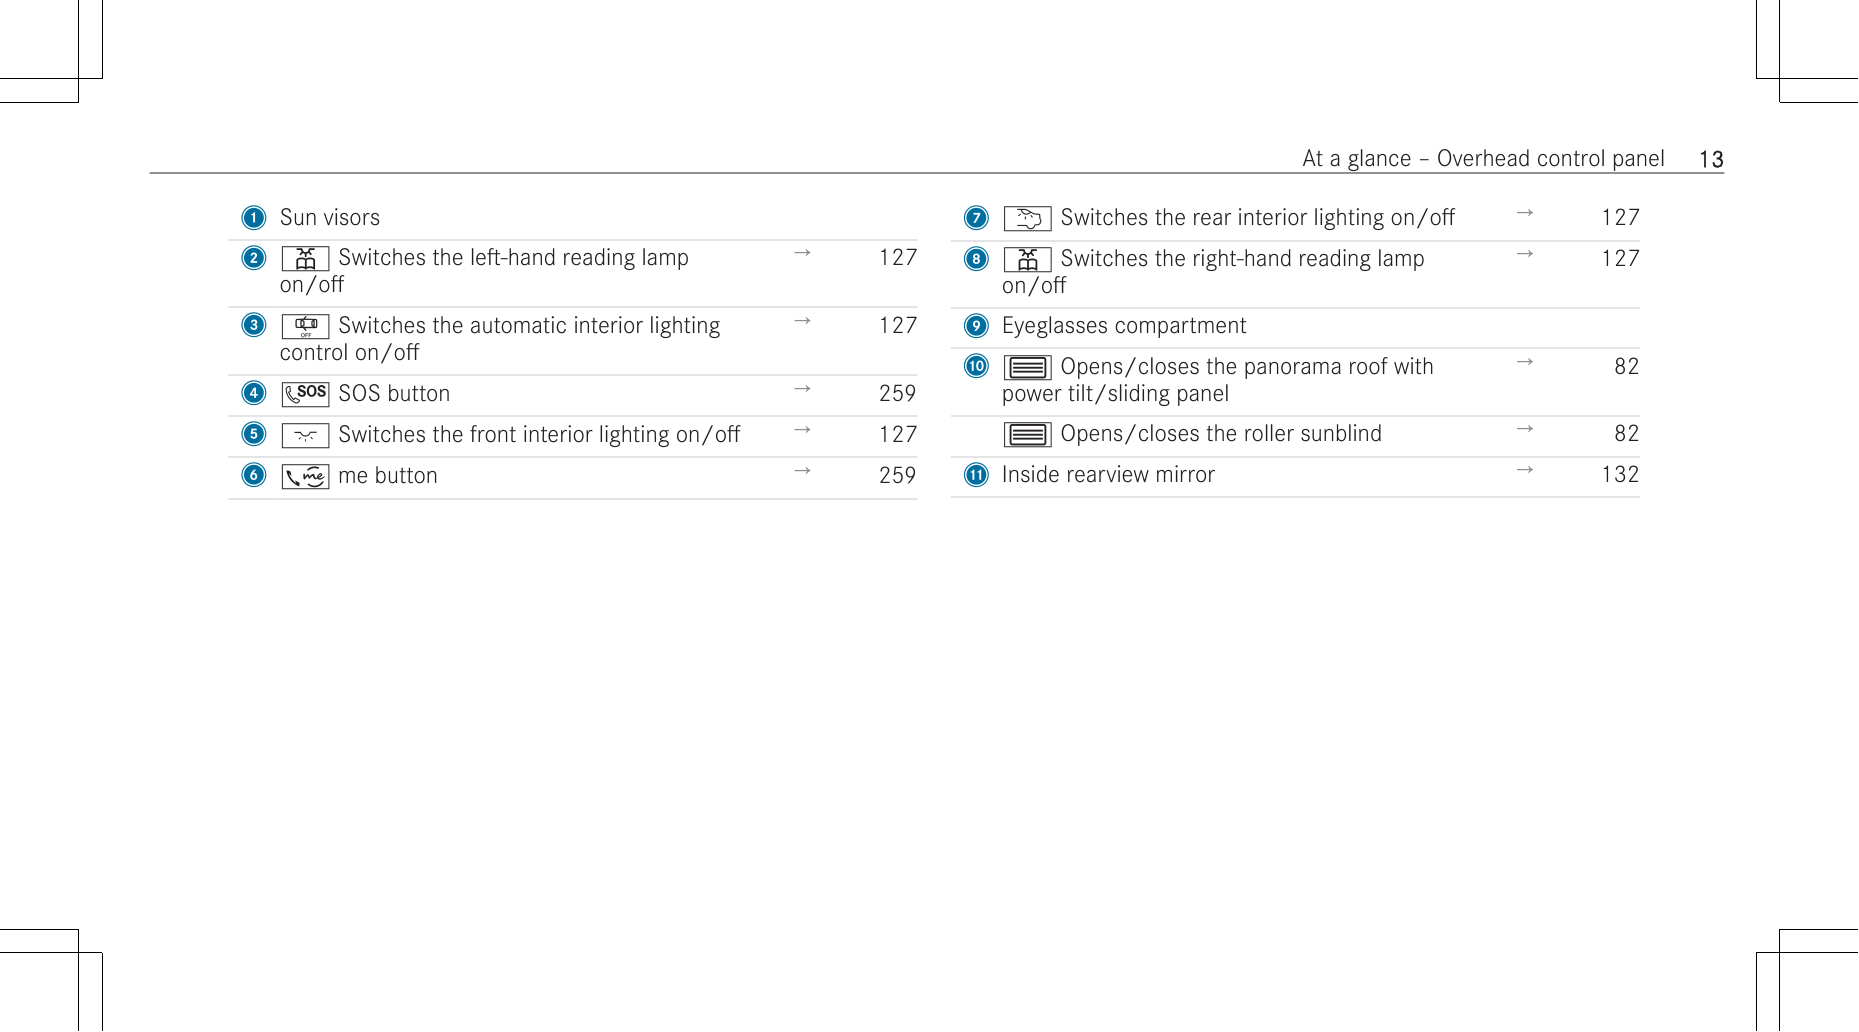 At a glance – Overhead control panel 13
1 Sun visors
2 Switches the left-hand reading lamp → 127
on/off
3 OFF Switches the automatic interior lighting → 127
control on/off
4 SOS SOS button → 259
5 Switches the front interior lighting on/off → 127
6 me me button → 259
7 Switches the rear interior lighting on/off → 127
8 Switches the right-hand reading lamp → 127
on/off
9 Eyeglasses compartment
10 Opens/closes the panorama roof with → 82
power tilt/sliding panel
Opens/closes the roller sunblind → 82
11 Inside rearview mirror → 132